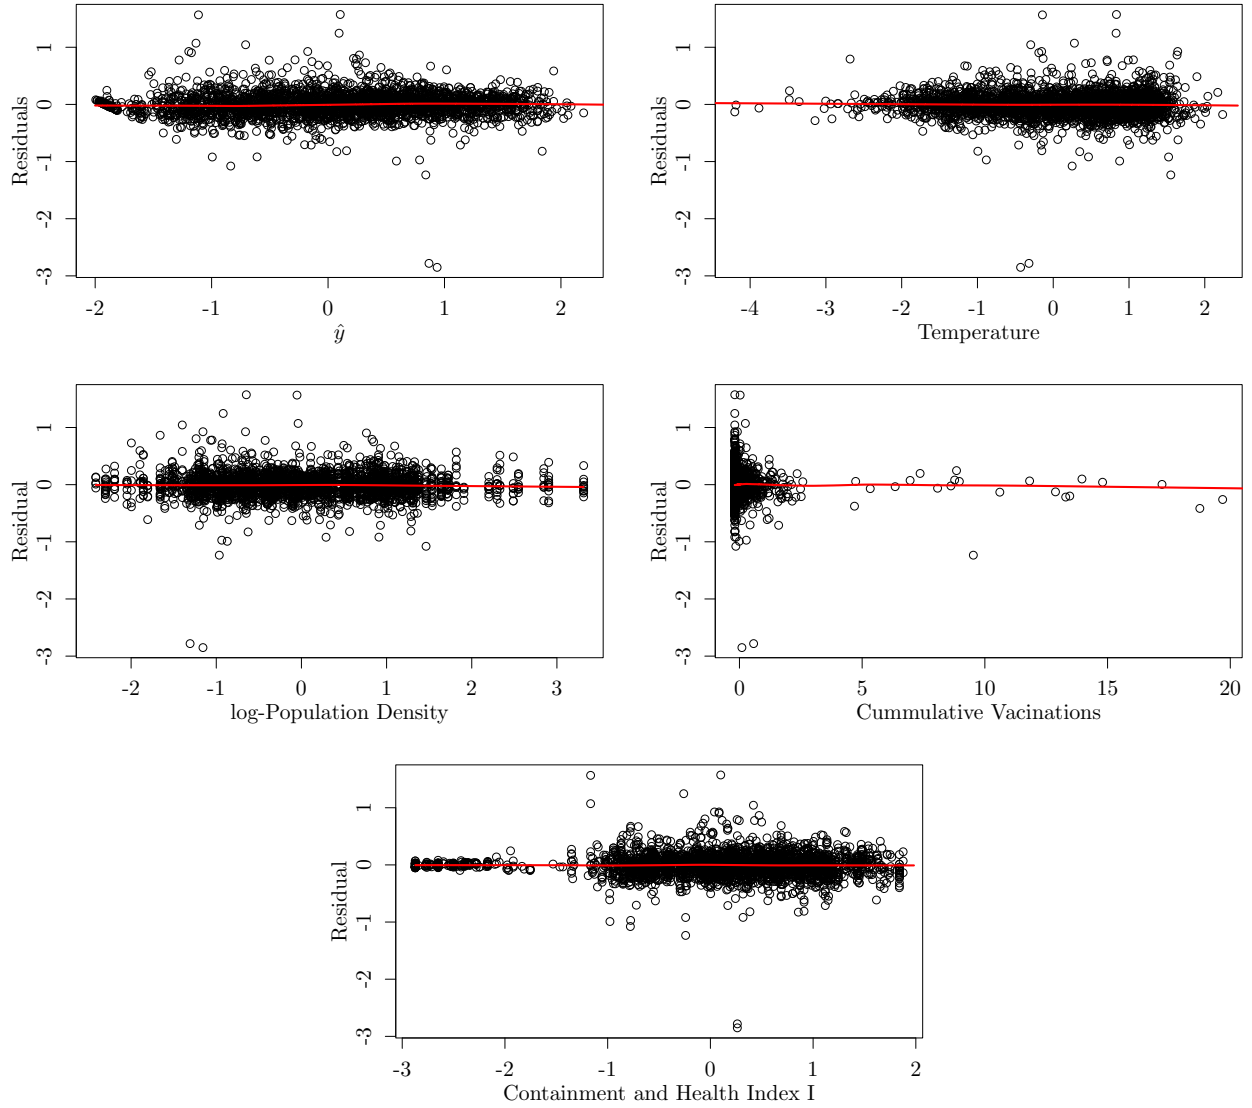 Residuals
1
0
-1
-2
-3
-2 -1 0 1 2
ŷ
Residuals
1
0
-1
-2
-3
-4 -3 -2 -1 0 1 2
Temperature
Residual
1
0
-1
-2
-3
-2 -1 0 1 2 3
log-Population Density
Residual
1
0
-1
-2
-3
0 5 10 15 20
Cummulative Vacinations
Residual
1
0
-1
-2
-3
-3 -2 -1 0 1 2
Containment and Health Index I